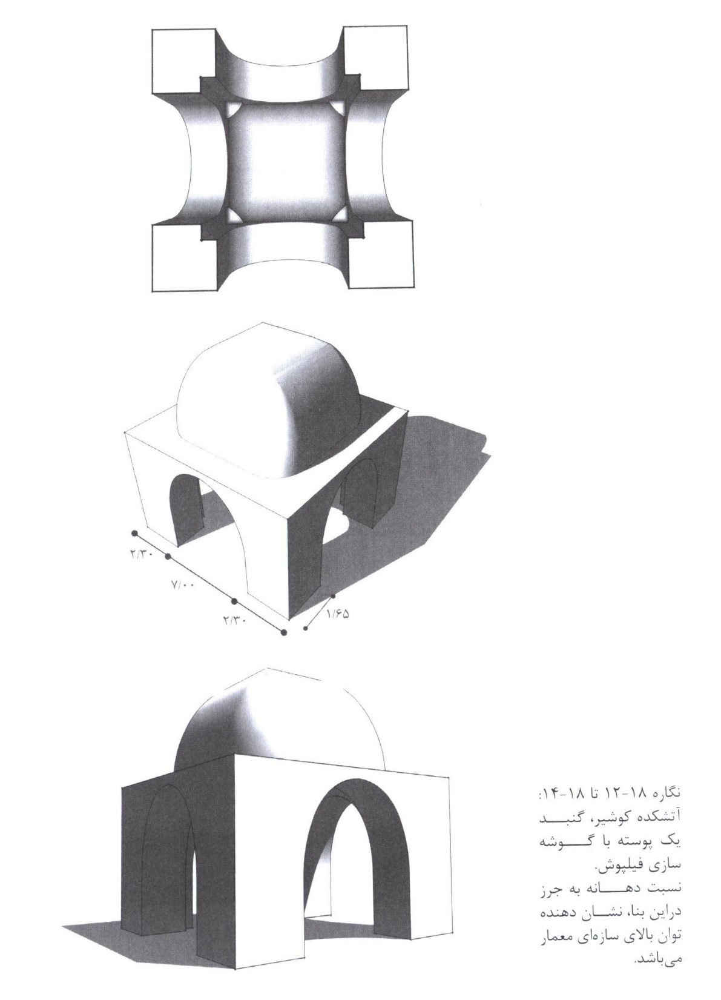 ۲/۳۰
۷/۰۰
۲/۳۰
۱/۶۵
نگاره ۱۸-۱۲ تا ۱۸-۱۴:
آتشکده کوشیر، گنبد
یک پوسته با گوشه
سازی فیلپوش.
نسبت دهانه به جرز
دراین بنا، نشان دهنده
توان بالای سازه‌ای معمار
می‌باشد.